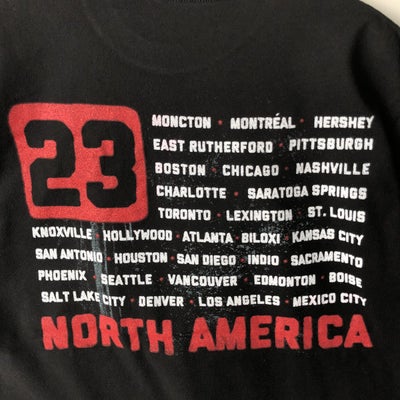 23
MONCTON • MONTRÉAL • HERSHEY
EAST RUTHERFORD • PITTSBURGH
BOSTON • CHICAGO • NASHVILLE
CHARLOTTE • SARATOGA SPRINGS
TORONTO • LEXINGTON • ST. LOUIS
KNOXVILLE • HOLLYWOOD • ATLANTA • BILOXI • KANSAS CITY
SAN ANTONIO • HOUSTON • SAN DIEGO • INDIO • SACRAMENTO
PHOENIX • SEATTLE • VANCOUVER • EDMONTON • BOISE
SALT LAKE CITY • DENVER • LOS ANGELES • MEXICO CITY
NORTH AMERICA